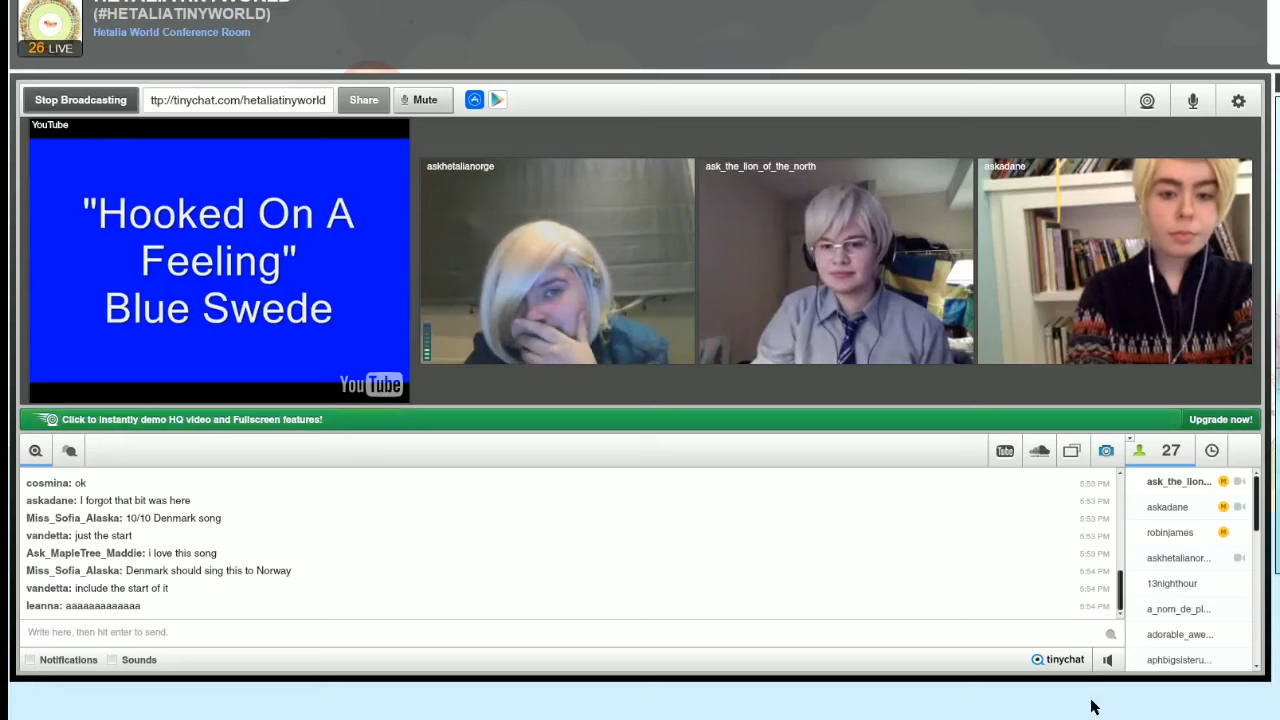 HETALIATINYWORLD
(#HETALIATINYWORLD)
Hetalia World Conference Room
26 LIVE
Stop Broadcasting
ttp://tinychat.com/hetaliatinyworld
Share
Mute
YouTube
"Hooked On A
Feeling"
Blue Swede
YouTube
askhetalianorge
ask_the_lion_of_the_north
askadane
Click to instantly demo HQ video and Fullscreen features!
Upgrade now!
You Tube
27
cosmina: ok
5:53 PM
askadane: I forgot that bit was here
5:53 PM
Miss_Sofia_Alaska: 10/10 Denmark song
5:53 PM
vandetta: just the start
5:53 PM
Ask_MapleTree_Maddie: i love this song
5:53 PM
Miss_Sofia_Alaska: Denmark should sing this to Norway
5:54 PM
vandetta: include the start of it
5:54 PM
leanna: aaaaaaaaaaaaa
5:54 PM
Write here, then hit enter to send.
Notifications
Sounds
tinychat
ask_the_lion...
M
askadane
M
robinjames
M
askhetalianor...
13nighthour
a_nom_de_pl...
adorable_awe...
aphbigsisteru...